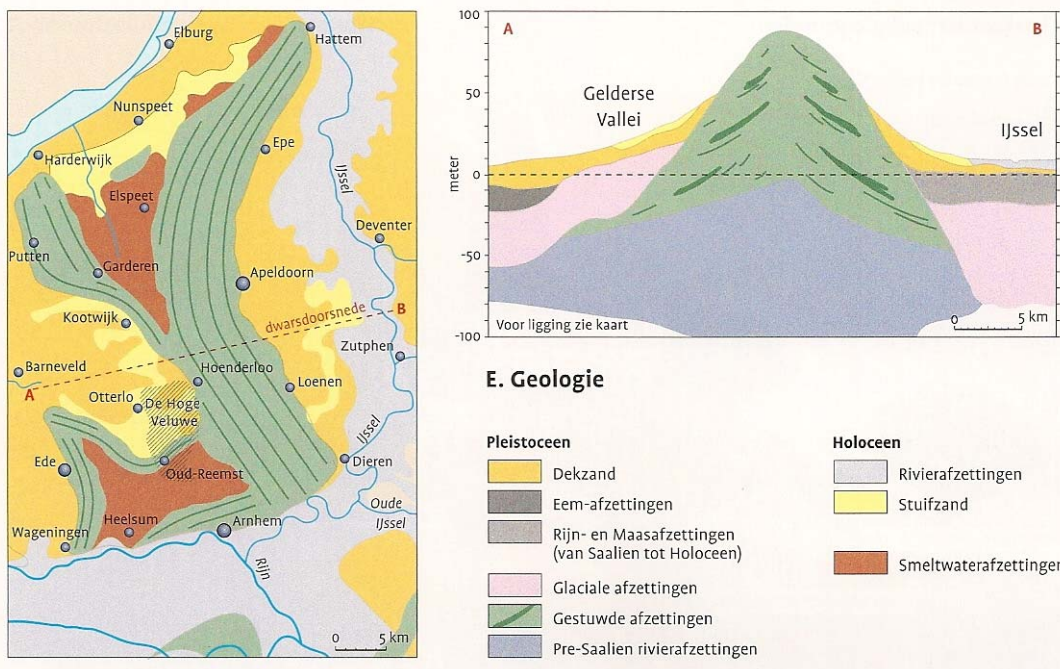 Elburg
Hattem
Nunspeet
Epe
IJssel
Harderwijk
Elspeet
Deventer
Putten
Garderen
Apeldoorn
Kootwijk
dwarsdoorsnede
B
Zutphen
Barneveld
Hoenderloo
Loenen
A
Otterlo
De Hoge
Veluwe
IJssel
Ede
Oud-Reemst
Dieren
Oude
IJssel
Heelsum
Arnhem
Wageningen
Rijn
0 5 km
100
A
B
Gelderse
Vallei
IJssel
50
meter
0
-50
-100
Voor ligging zie kaart
0 5 km
E. Geologie
Pleistoceen
Dekzand
Eem-afzettingen
Rijn- en Maasafzettingen
(van Saalien tot Holoceen)
Glaciale afzettingen
Gestuwde afzettingen
Pre-Saalien rivierafzettingen
Holoceen
Rivierafzettingen
Stuifzand
Smeltwaterafzettingen